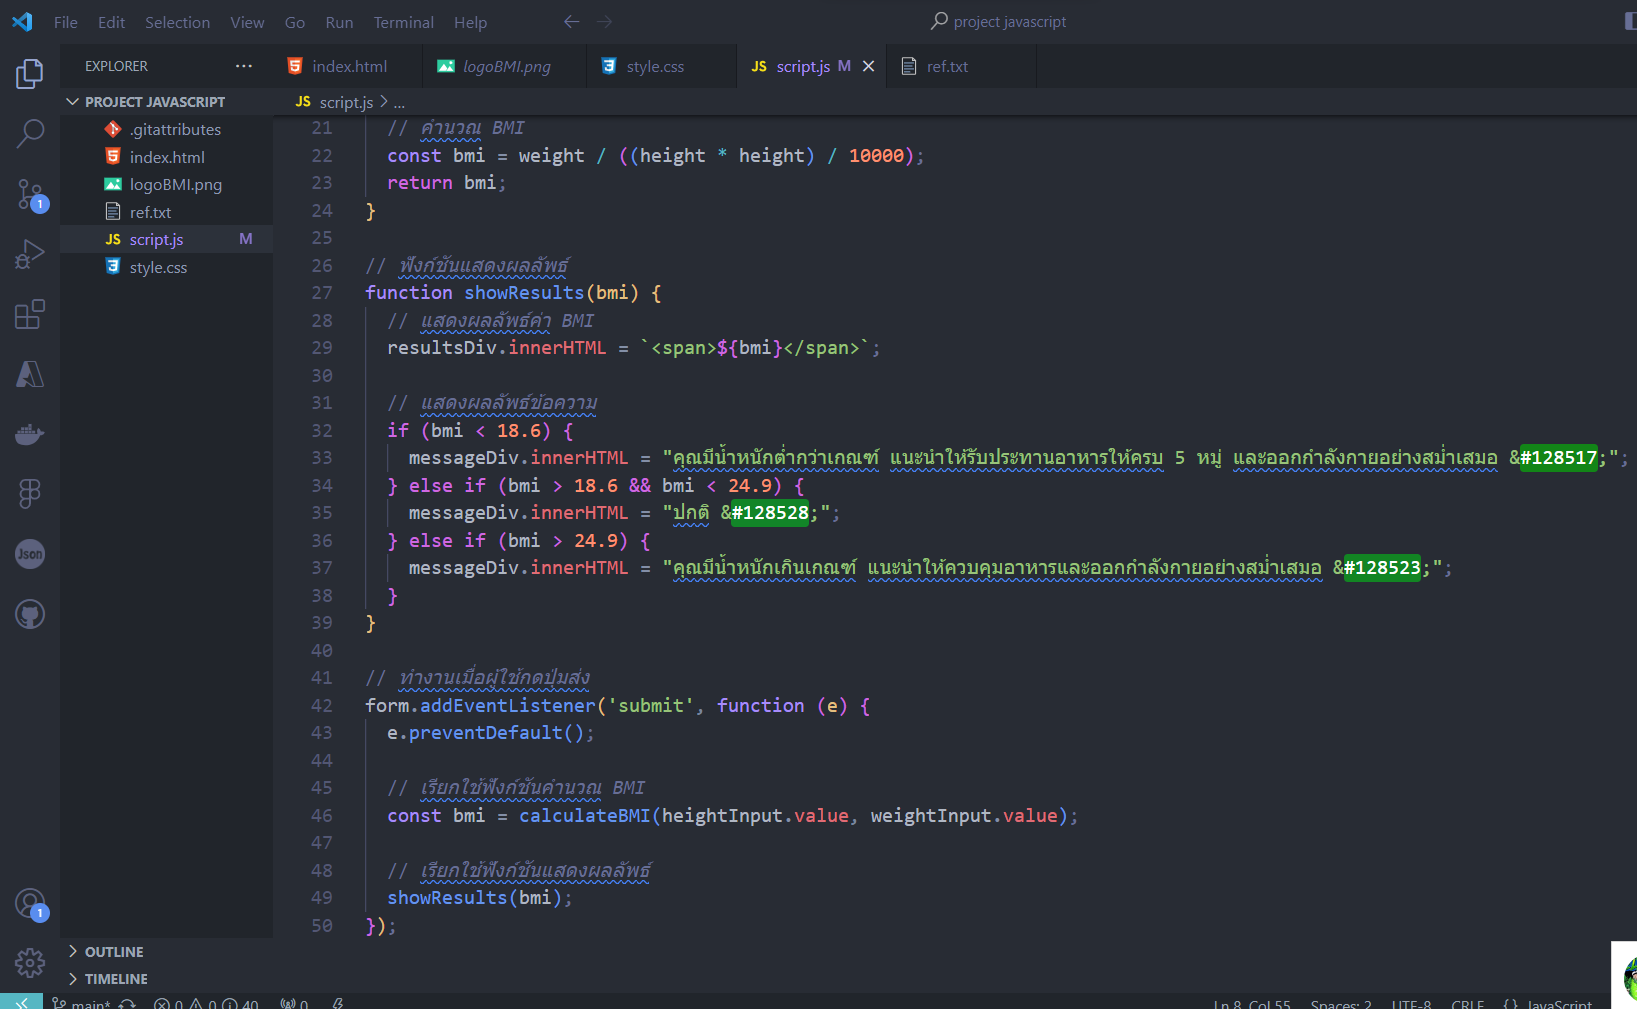 File Edit Selection View Go Run Terminal Help
project javascript
EXPLORER
index.html
logoBMI.png
style.css
JS script.js M
ref.txt
PROJECT JAVASCRIPT
JS script.js > ...
.gitattributes
index.html
logoBMI.png
ref.txt
JS script.js M
style.css
21 // คำนวณ BMI
22 const bmi = weight / ((height * height) / 10000);
23 return bmi;
24 }
25
26 // ฟังก์ชันแสดงผลลัพธ์
27 function showResults(bmi) {
28 // แสดงผลลัพธ์ค่า BMI
29 resultsDiv.innerHTML = `<span>${bmi}</span>`;
30
31 // แสดงผลลัพธ์ข้อความ
32 if (bmi < 18.6) {
33 messageDiv.innerHTML = "คุณมีน้ำหนักต่ำกว่าเกณฑ์ แนะนำให้รับประทานอาหารให้ครบ 5 หมู่ และออกกำลังกายอย่างสม่ำเสมอ &#128517;";
34 } else if (bmi > 18.6 && bmi < 24.9) {
35 messageDiv.innerHTML = "ปกติ &#128528;";
36 } else if (bmi > 24.9) {
37 messageDiv.innerHTML = "คุณมีน้ำหนักเกินเกณฑ์ แนะนำให้ควบคุมอาหารและออกกำลังกายอย่างสม่ำเสมอ &#128523;";
38 }
39 }
40
41 // ทำงานเมื่อผู้ใช้กดปุ่มส่ง
42 form.addEventListener('submit', function (e) {
43 e.preventDefault();
44
45 // เรียกใช้ฟังก์ชันคำนวณ BMI
46 const bmi = calculateBMI(heightInput.value, weightInput.value);
47
48 // เรียกใช้ฟังก์ชันแสดงผลลัพธ์
49 showResults(bmi);
50 });
1
Json
1
OUTLINE
TIMELINE
main* 0 0 40 0 Ln 8, Col 55 Spaces: 2 UTF-8 CRLF {} JavaScript